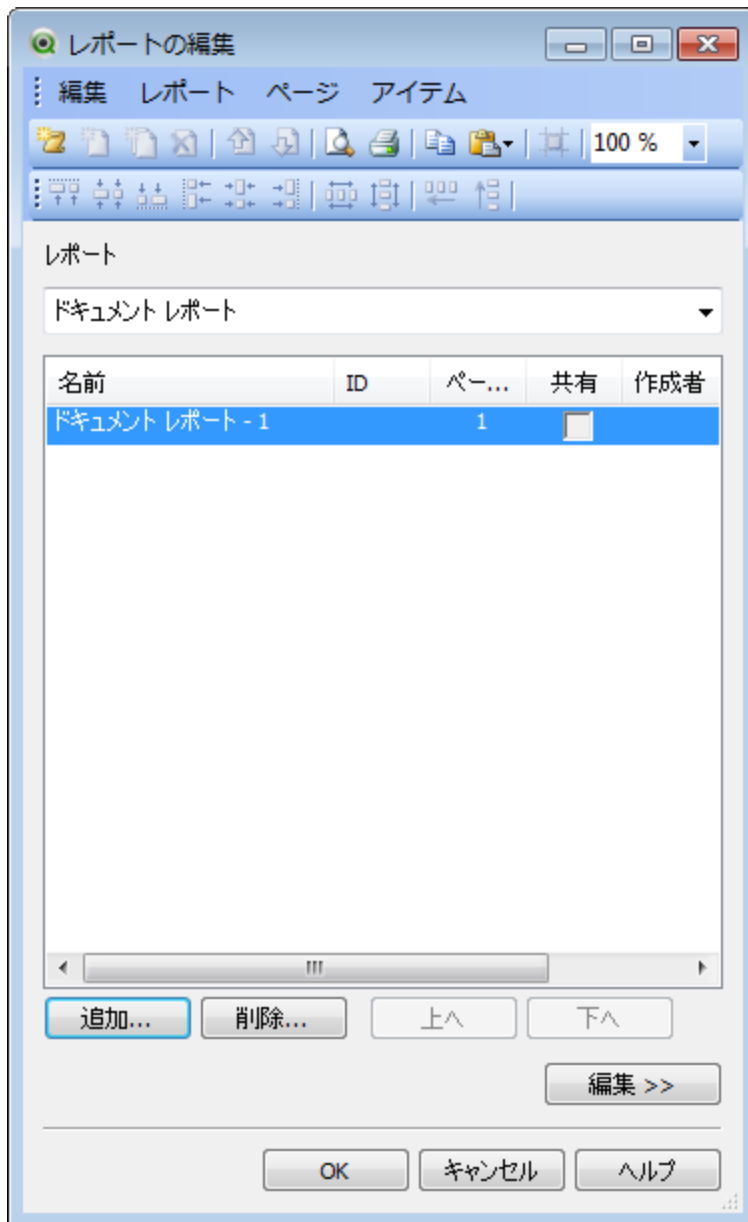 レポートの編集
編集 レポート ページ アイテム
100 %
レポート
ドキュメント レポート
名前 ID ペー... 共有 作成者
ドキュメント レポート - 1 1
追加... 削除... 上へ 下へ
編集 >>
OK キャンセル ヘルプ